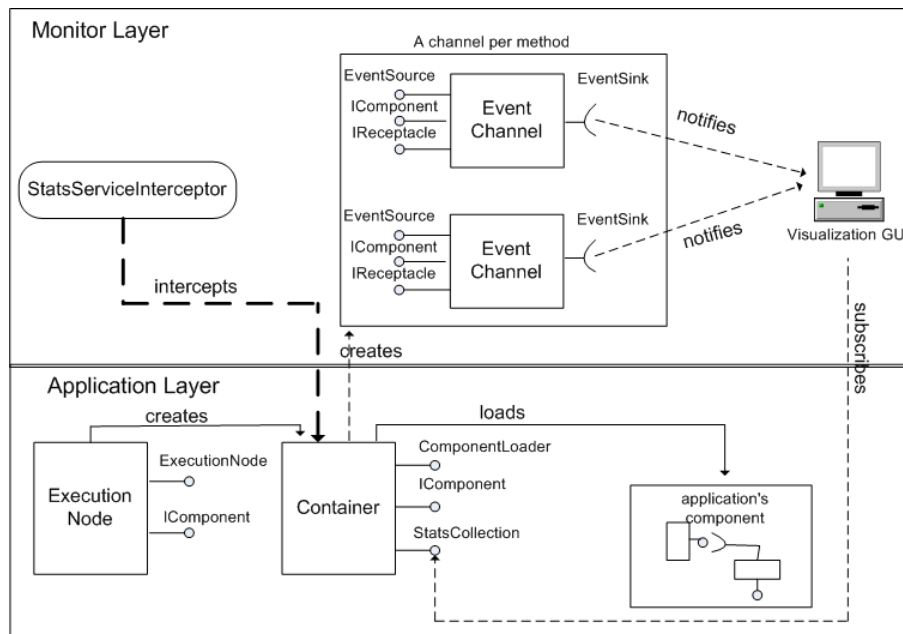 Monitor Layer
A channel per method
EventSource
IComponent
IReceptacle
Event
Channel
EventSink
notifies
StatsServiceInterceptor
EventSource
IComponent
IReceptacle
Event
Channel
EventSink
notifies
Visualization GU
intercepts
creates
subscribes
Application Layer
creates
loads
Execution
Node
ExecutionNode
IComponent
Container
ComponentLoader
IComponent
StatsCollection
application's
component